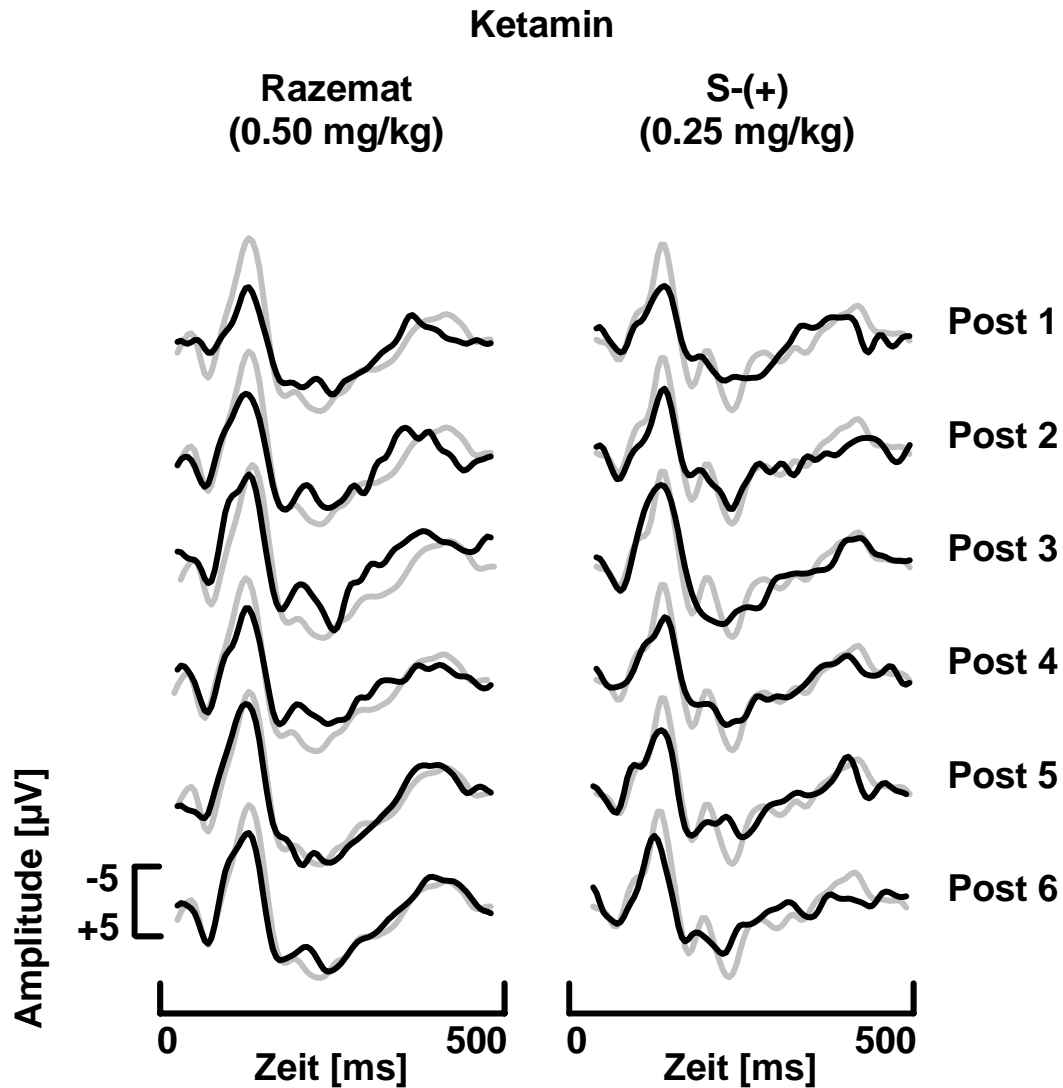 Ketamin
Razemat
(0.50 mg/kg)
S-(+)
(0.25 mg/kg)
Post 1
Post 2
Post 3
Post 4
Post 5
Post 6
Amplitude [µV]
-5
+5
0
500
Zeit [ms]
0
500
Zeit [ms]